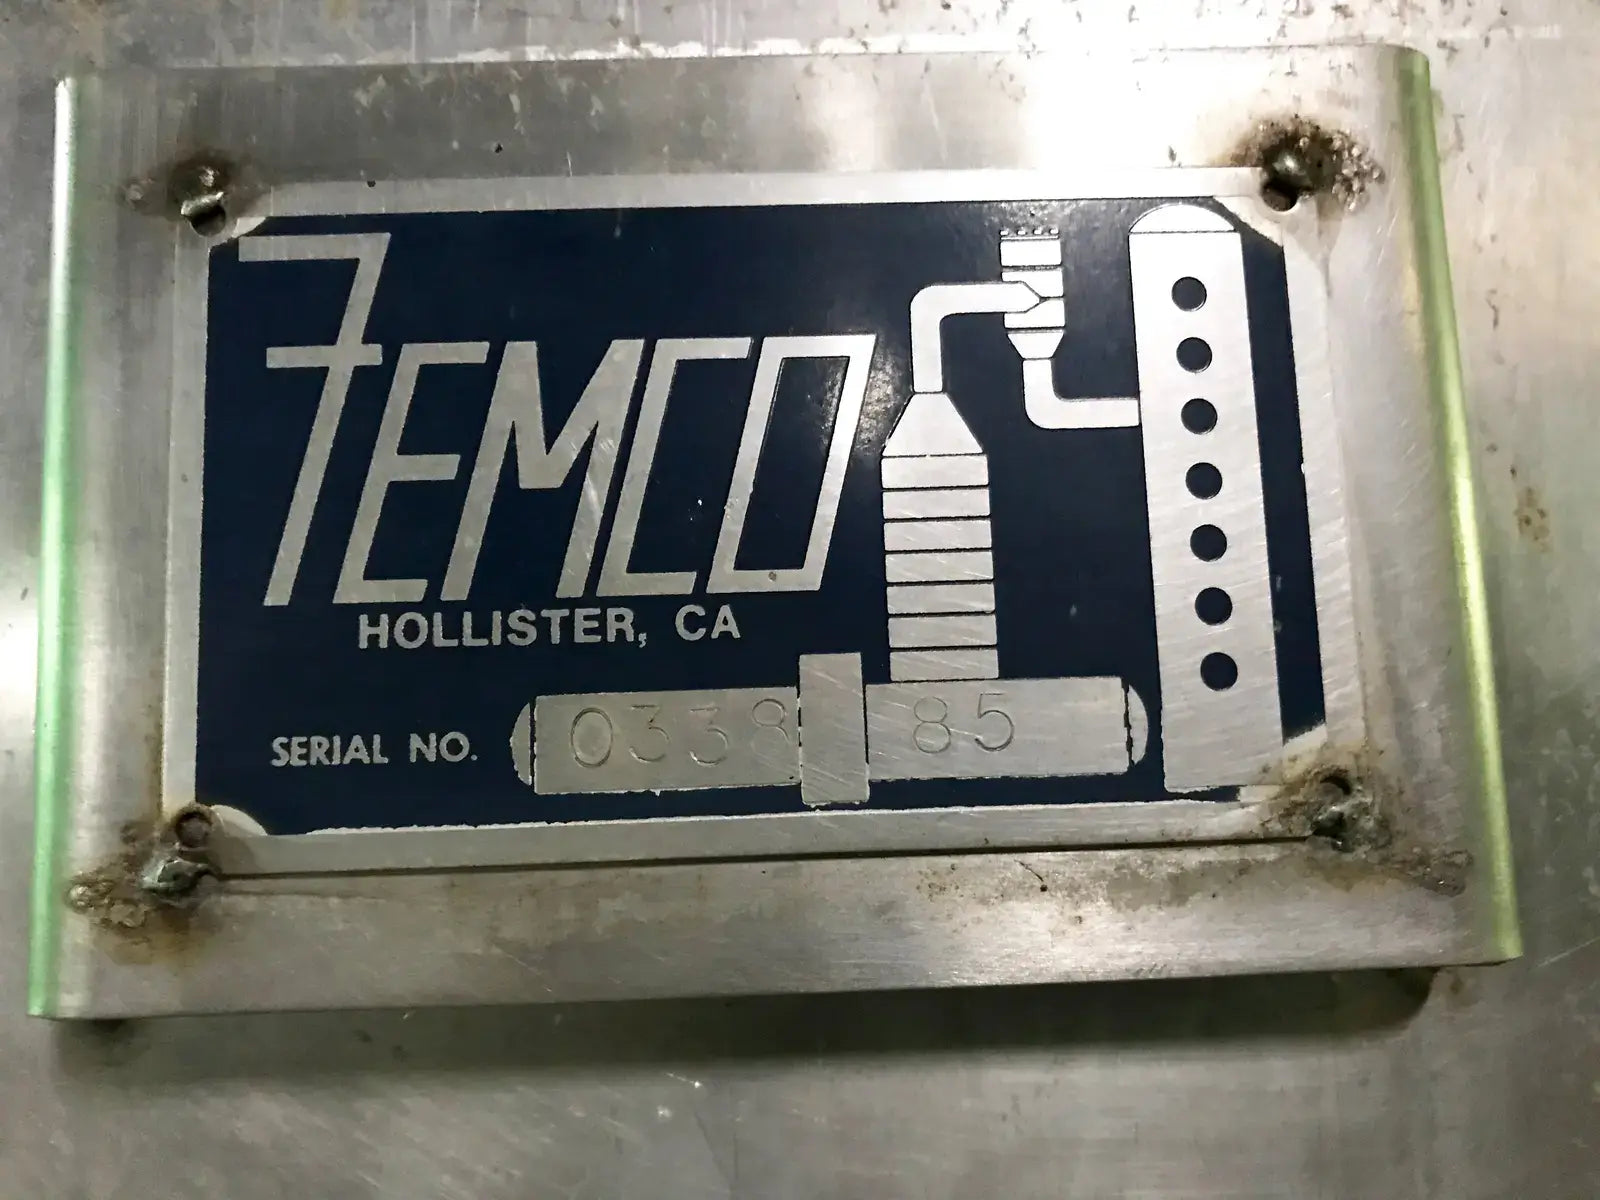 FEMCO
HOLLISTER, CA
SERIAL NO. 0338 85